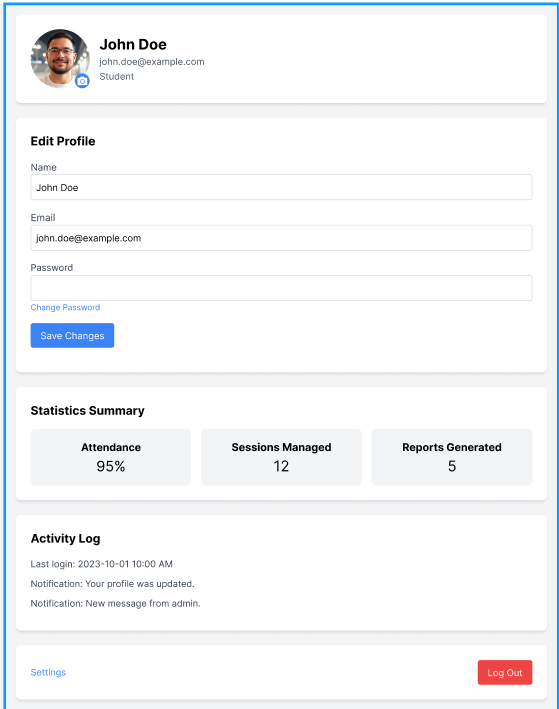 John Doe
john.doe@example.com
Student
Edit Profile
Name
John Doe
Email
john.doe@example.com
Password
Change Password
Save Changes
Statistics Summary
Attendance
95%
Sessions Managed
12
Reports Generated
5
Activity Log
Last login: 2023-10-01 10:00 AM
Notification: Your profile was updated.
Notification: New message from admin.
Settings
Log Out